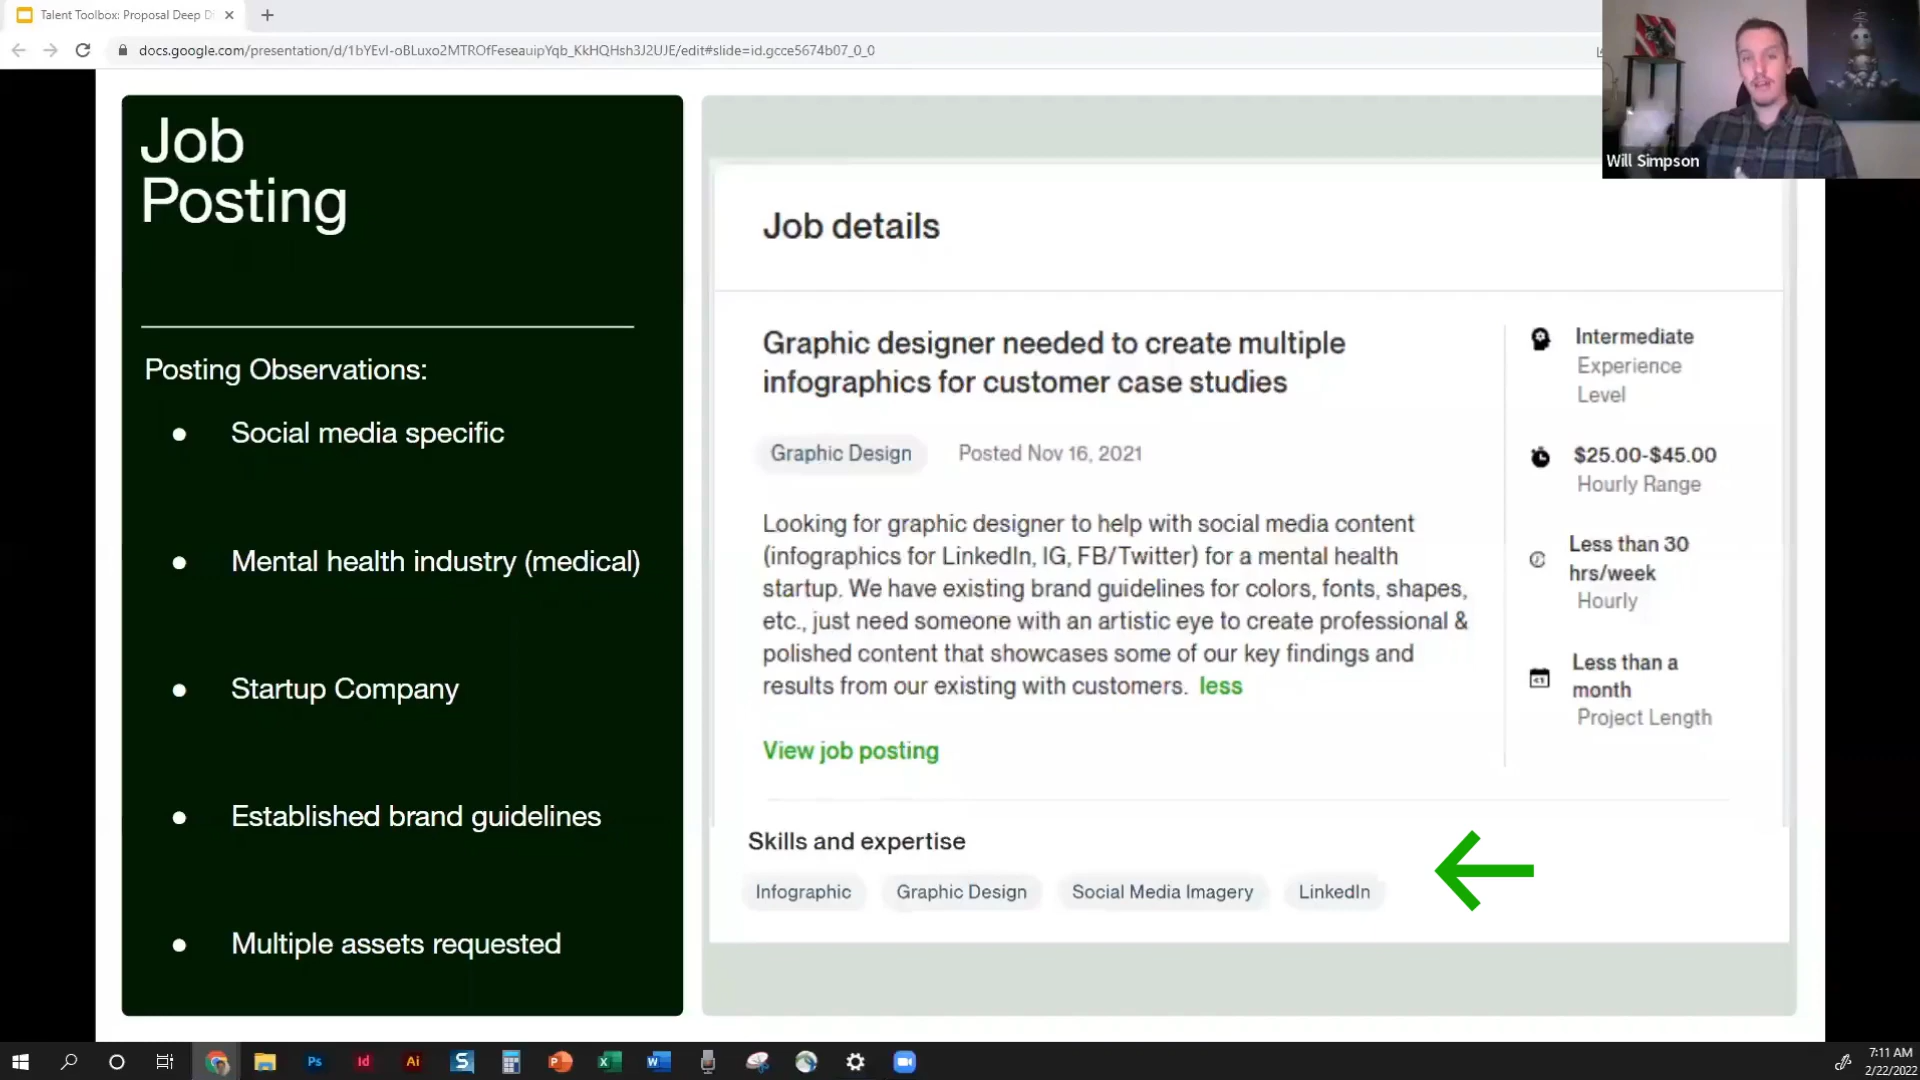 Talent Toolbox: Proposal Deep D
docs.google.com/presentation/d/1bYEvI-oBLuxo2MTROfFeseauipYqb_KkHQHsh3J2UJE/edit#slide=id.gcce5674b07_0_0
Will Simpson
Job
Posting
Posting Observations:
● Social media specific
● Mental health industry (medical)
● Startup Company
● Established brand guidelines
● Multiple assets requested
Job details
Graphic designer needed to create multiple
infographics for customer case studies
Graphic Design Posted Nov 16, 2021
Looking for graphic designer to help with social media content
(infographics for LinkedIn, IG, FB/Twitter) for a mental health
startup. We have existing brand guidelines for colors, fonts, shapes,
etc., just need someone with an artistic eye to create professional &
polished content that showcases some of our key findings and
results from our existing with customers. less
View job posting
Intermediate
Experience
Level
$25.00-$45.00
Hourly Range
Less than 30
hrs/week
Hourly
Less than a
month
Project Length
Skills and expertise
Infographic Graphic Design Social Media Imagery LinkedIn
Ps Id Ai S P X W
7:11 AM
2/22/2022